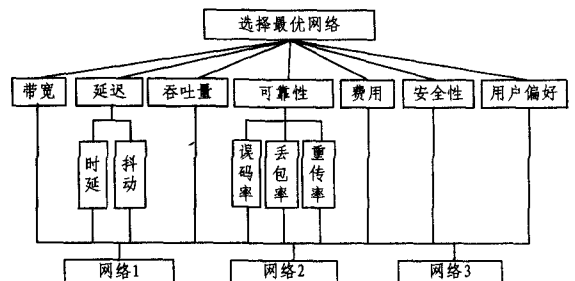 选择最优网络
带宽 延迟 吞吐量 可靠性 费用 安全性 用户偏好
时延 抖动 误码率 丢包率 重传率
网络1 网络2 网络3